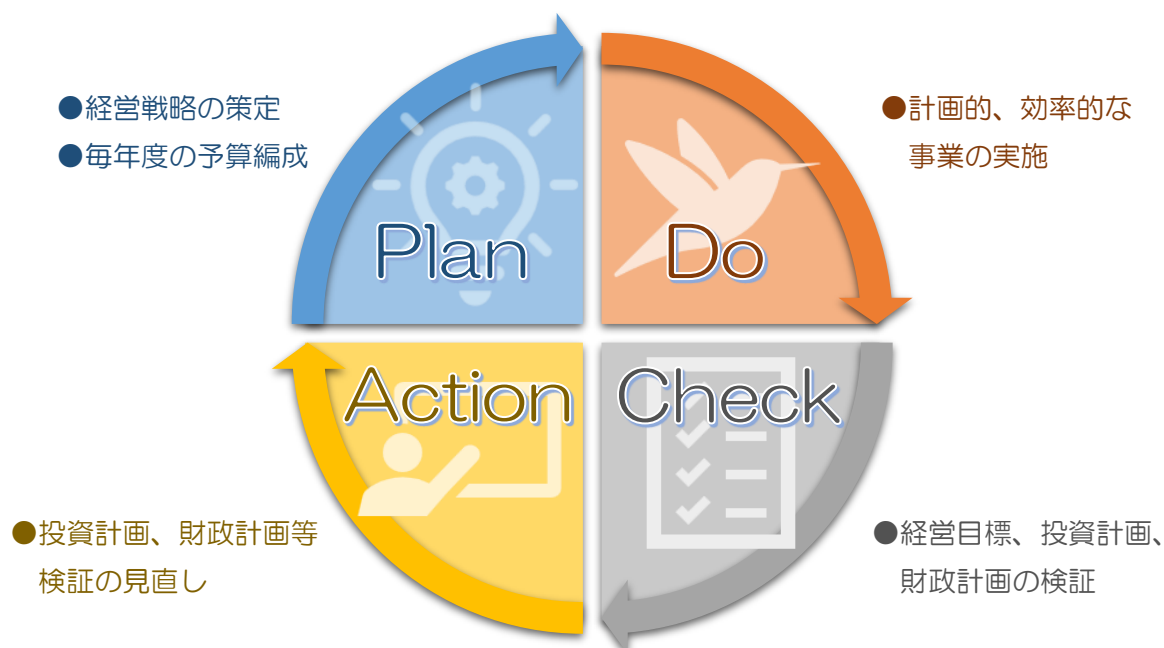 ●経営戦略の策定
●毎年度の予算編成
Plan
●計画的、効率的な
事業の実施
Do
Action
●投資計画、財政計画等
検証の見直し
Check
●経営目標、投資計画、
財政計画の検証